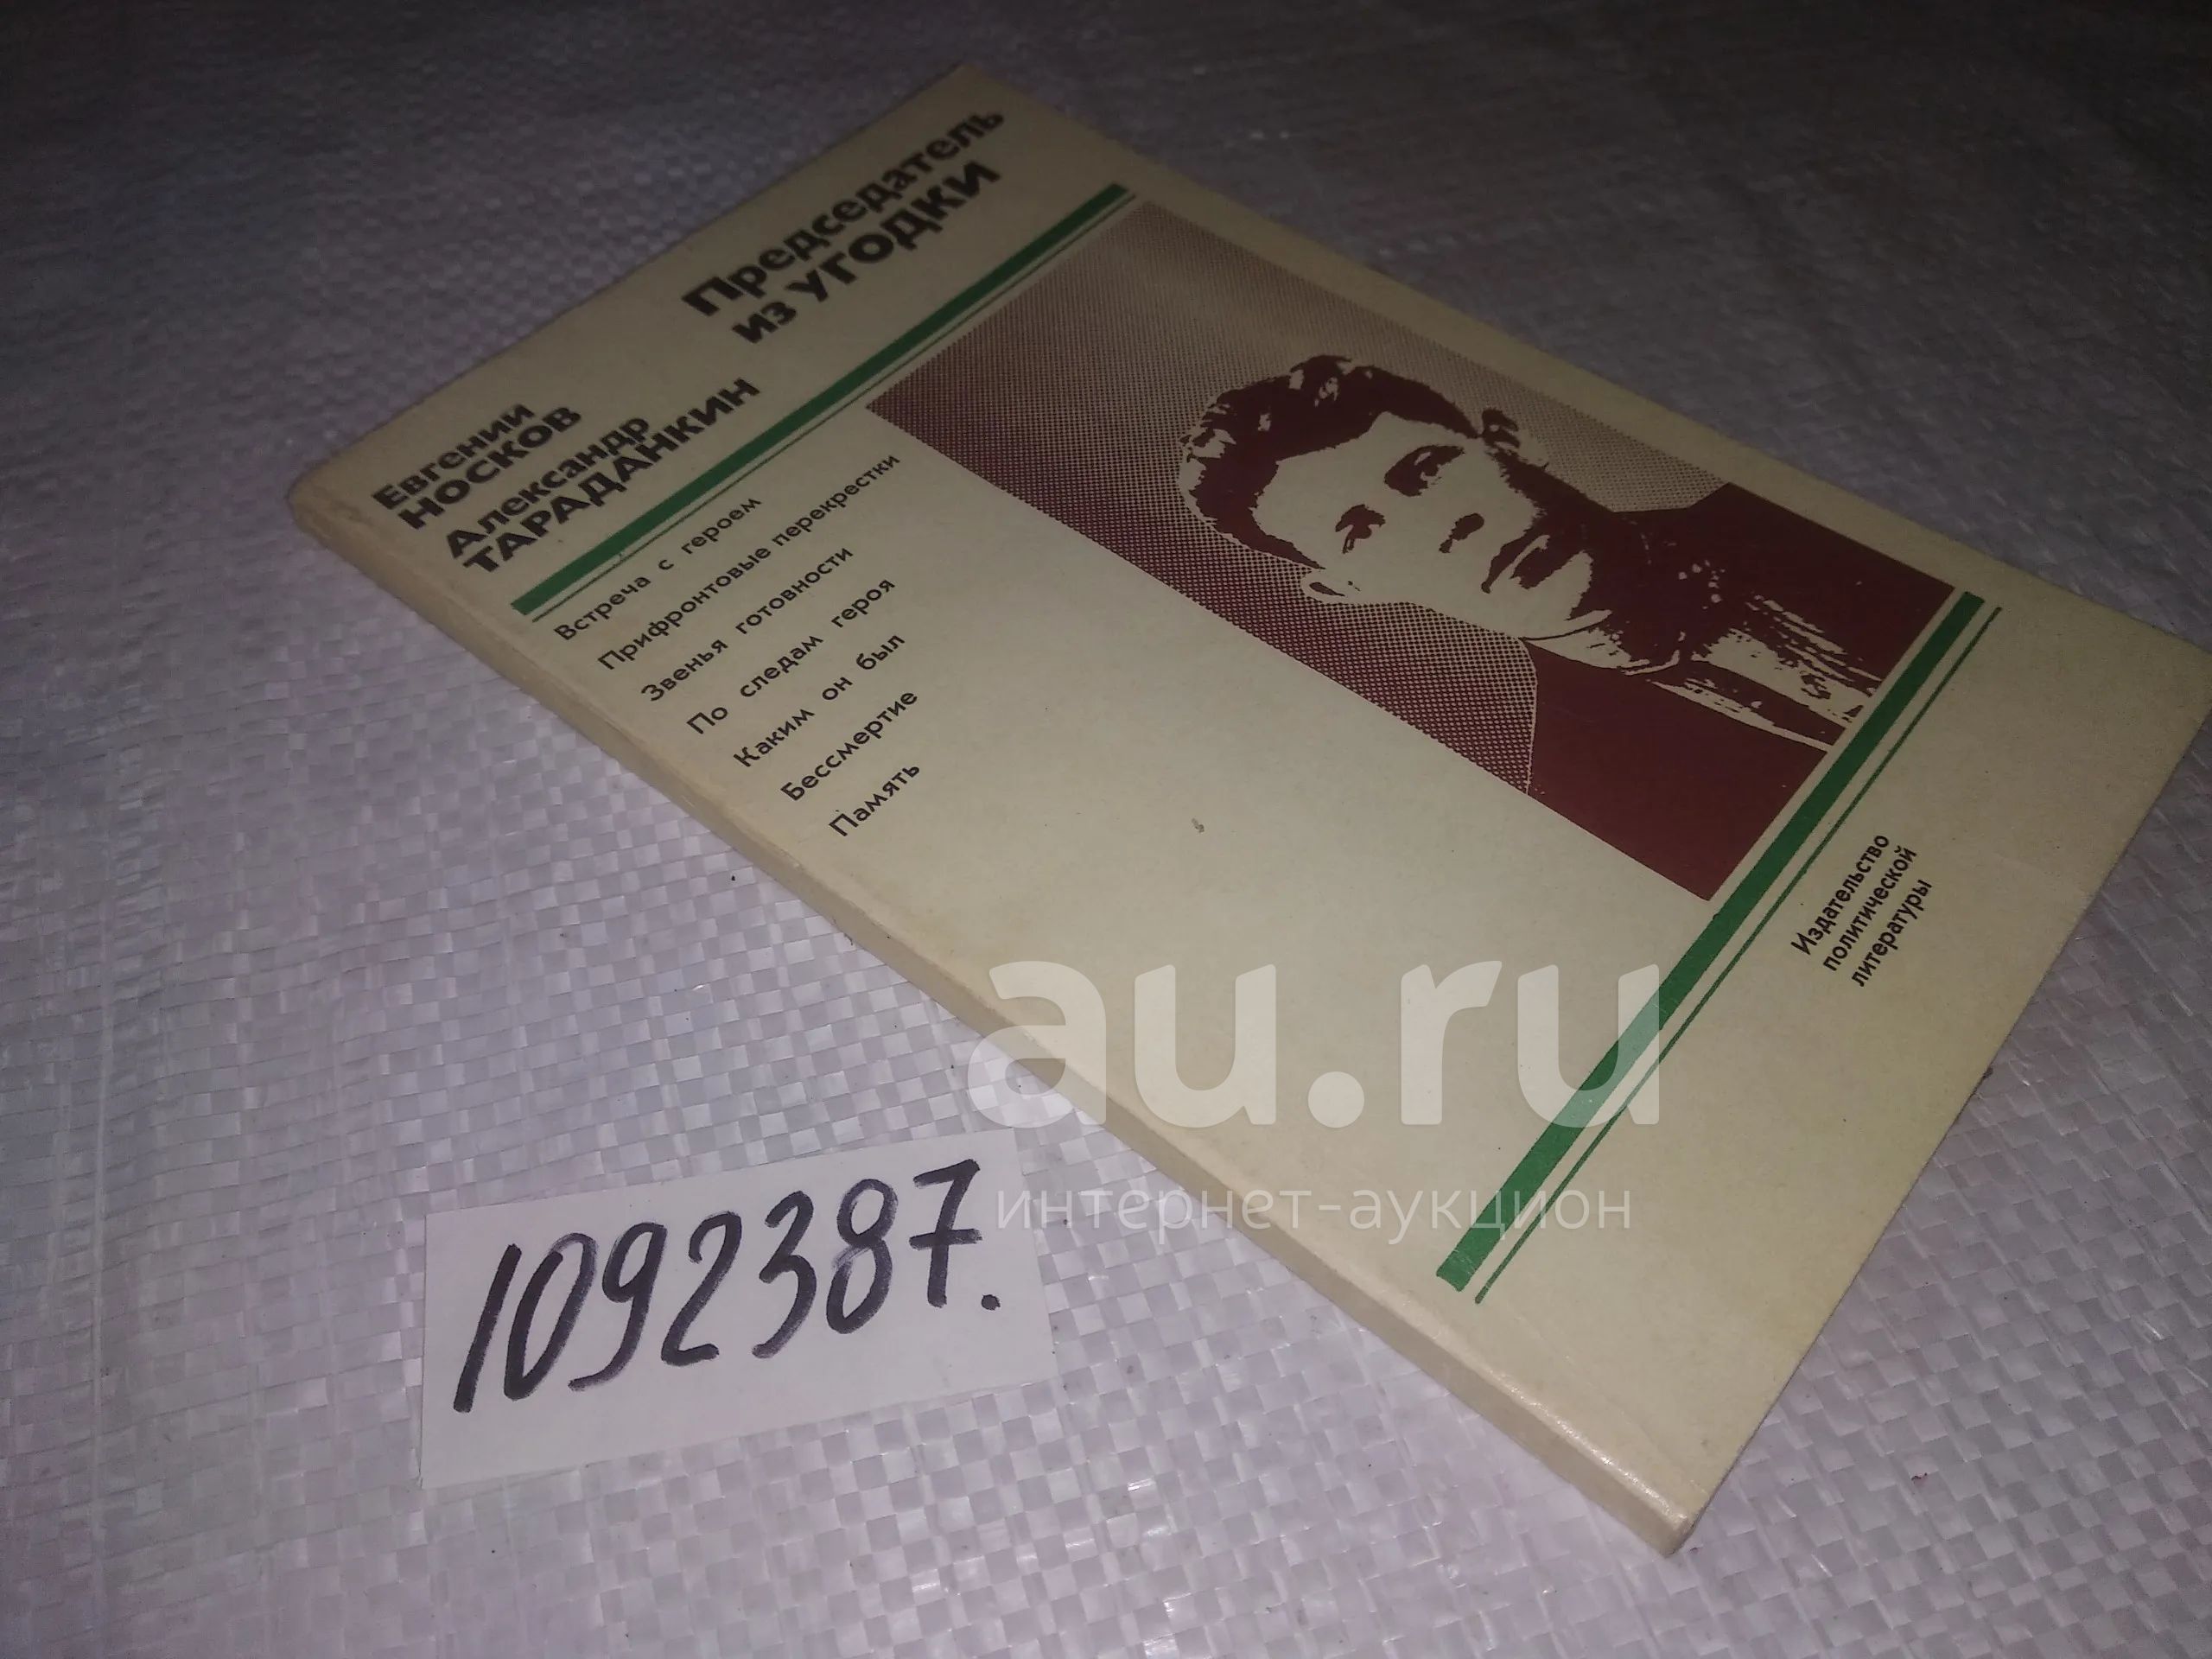 Евгений
НОСКОВ
Александр
ТАРАДАНКИН
Председатель
из УГОДКИ
Встреча с героем
Прифронтовые перекрестки
Звенья готовности
По следам героя
Каким он был
Бессмертие
Память
Издательство
политической
литературы
au.ru
интернет-аукцион
1092387.